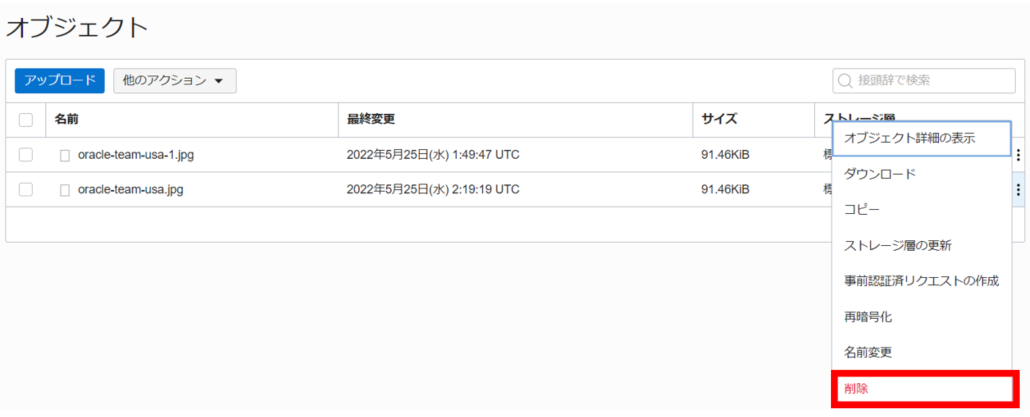 オブジェクト
アップロード 他のアクション 接頭辞で検索
名前 最終変更 サイズ ストレージ層
oracle-team-usa-1.jpg 2022年5月25日(水) 1:49:47 UTC 91.46KiB
oracle-team-usa.jpg 2022年5月25日(水) 2:19:19 UTC 91.46KiB
オブジェクト詳細の表示
ダウンロード
コピー
ストレージ層の更新
事前認証済リクエストの作成
再暗号化
名前変更
削除